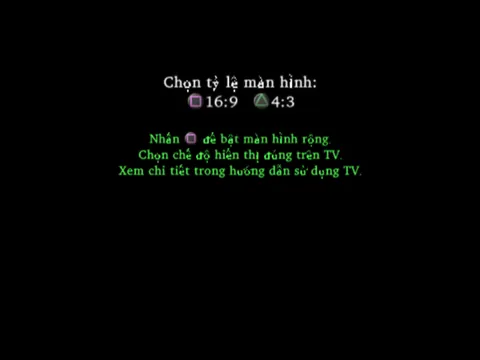 Chọn tỷ lệ màn hình:
16:9 4:3
Nhấn để bật màn hình rộng.
Chọn chế độ hiển thị đúng trên TV.
Xem chi tiết trong hướng dẫn sử dụng TV.